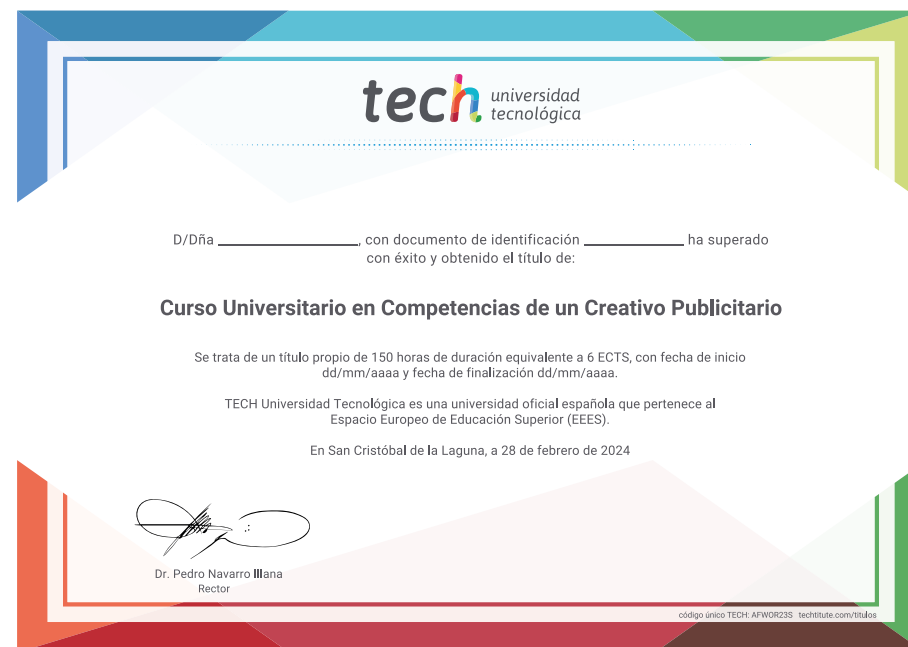 tech universidad
tecnológica
D/Dña ______________, con documento de identificación __________ ha superado
con éxito y obtenido el título de:
Curso Universitario en Competencias de un Creativo Publicitario
Se trata de un título propio de 150 horas de duración equivalente a 6 ECTS, con fecha de inicio
dd/mm/aaaa y fecha de finalización dd/mm/aaaa.
TECH Universidad Tecnológica es una universidad oficial española que pertenece al
Espacio Europeo de Educación Superior (EEES).
En San Cristóbal de la Laguna, a 28 de febrero de 2024
Dr. Pedro Navarro Illana
Rector
código único TECH: AFWOR23S techtitute.com/titulos